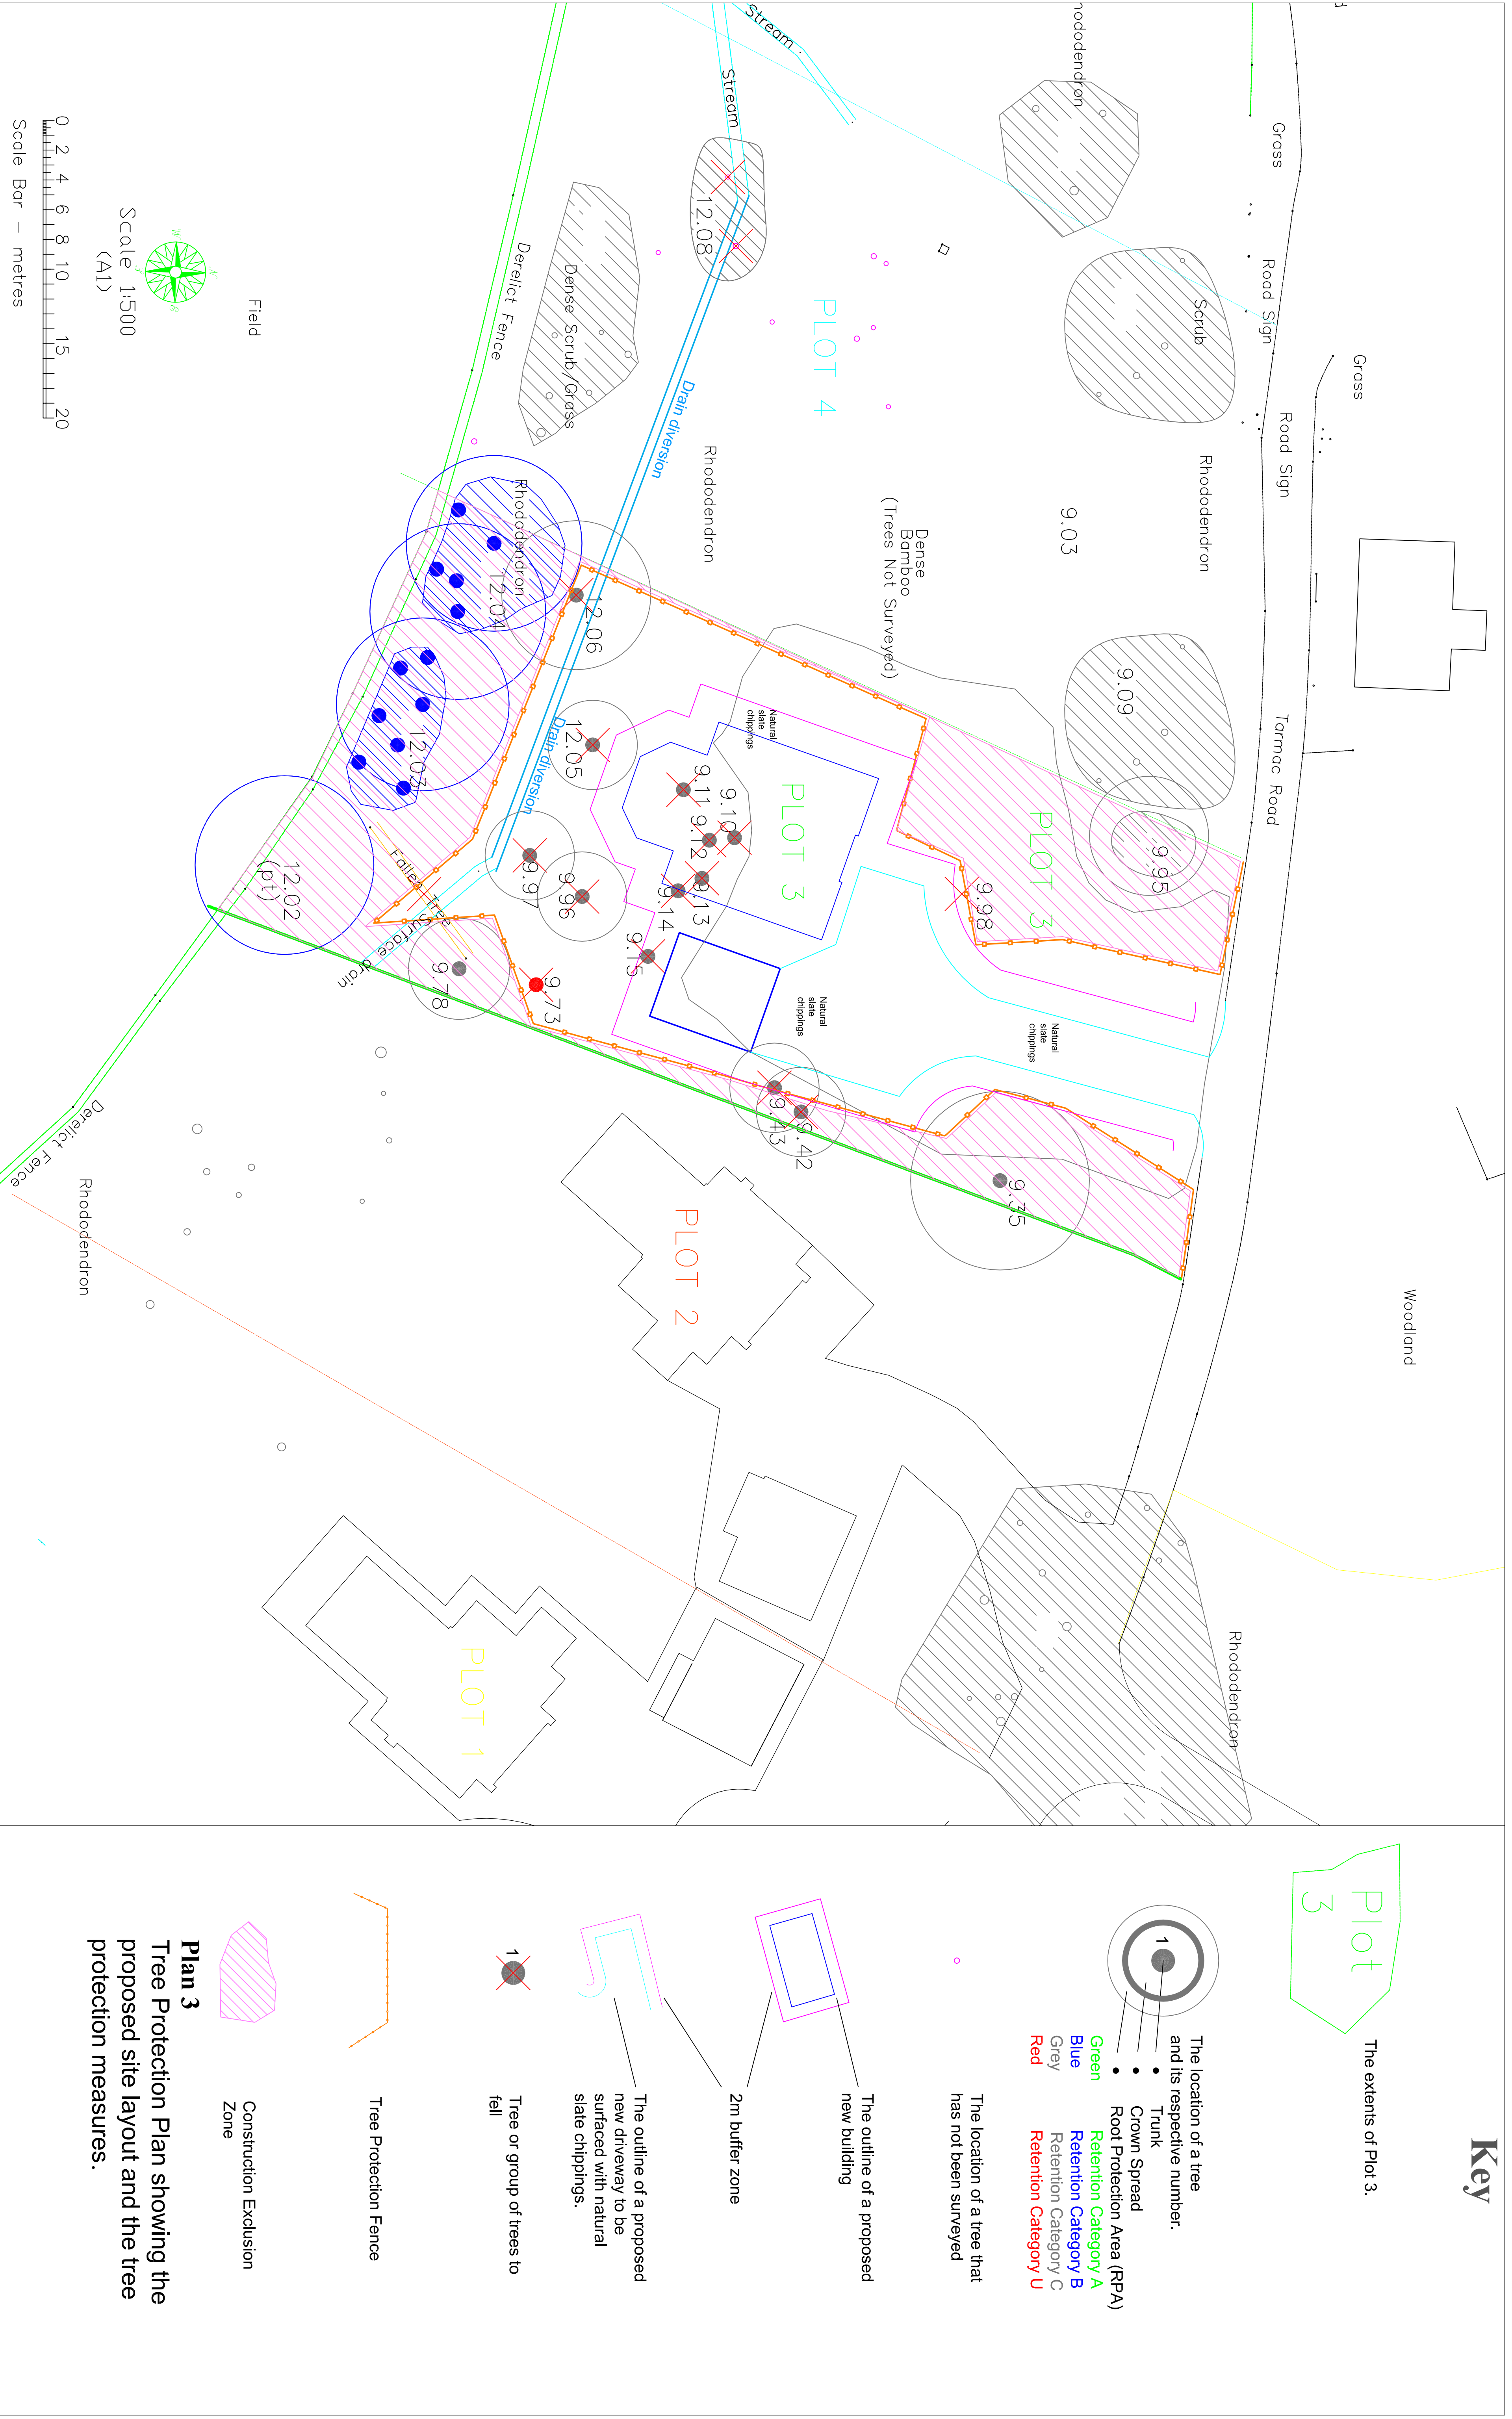 Key
Plot
3
The extents of Plot 3.
1
The location of a tree
and its respective number.
• Trunk
• Crown Spread
• Root Protection Area (RPA)
Green Retention Category A
Blue Retention Category B
Grey Retention Category C
Red Retention Category U
The location of a tree that
has not been surveyed
The outline of a proposed
new building
2m buffer zone
The outline of a proposed
new driveway to be
surfaced with natural
slate chippings.
1
Tree or group of trees to
fell
Tree Protection Fence
Construction Exclusion
Zone
Plan 3
Tree Protection Plan showing the
proposed site layout and the tree
protection measures.
Grass
Grass
Road Sign
Road Sign
Tarmac Road
Woodland
Scrub
Rhododendron
Rhododendron
9.03
9.09
9.95
PLOT 3
9.98
Natural
slate
chippings
9.35
Stream
Stream
12.08
PLOT 4
Dense
Bamboo
(Trees Not Surveyed)
Rhododendron
Natural
slate
chippings
PLOT 3
Natural
slate
chippings
9.10
9.11
9.12
9.13
9.14
9.15
9.42
9.43
PLOT 2
Drain diversion
Dense Scrub/Grass
Derelict Fence
Rhododendron
12.04
12.06
12.05
Drain diversion
9.97
9.96
9.73
9.78
12.03
Fallen Tree
Surface drain
12.02
(pt)
PLOT 1
Field
Derelict Fence
Rhododendron
Scale 1:500
(A1)
0 2 4 6 8 10 15 20
Scale Bar - metres